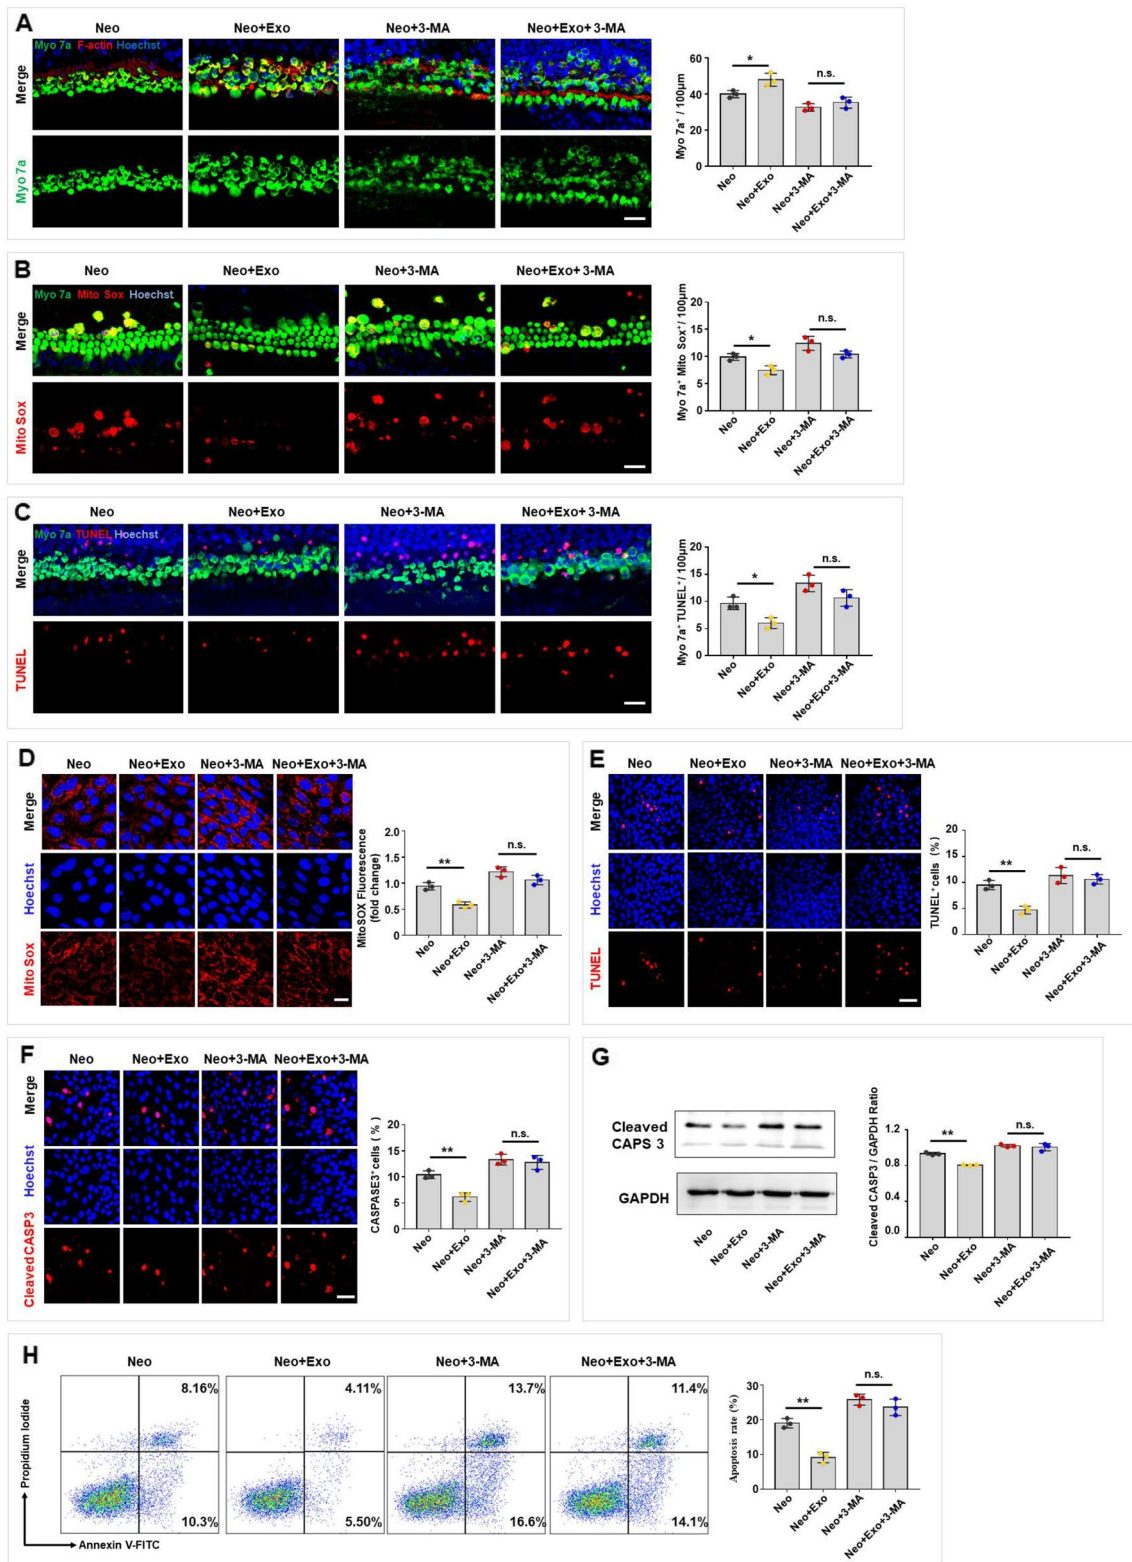 A
Neo Neo+Exo Neo+3-MA Neo+Exo+ 3-MA
Merge
Myo 7a F-actin Hoechst
Myo 7a
Myo 7a⁺ / 100μm
60
40
20
0
* n.s.
Neo Neo+Exo Neo+3-MA Neo+Exo+3-MA
B
Neo Neo+Exo Neo+3-MA Neo+Exo+ 3-MA
Merge
Myo 7a Mito Sox Hoechst
Mito Sox
Myo 7a⁺ Mito Sox⁺/ 100μm
20
15
10
5
0
* n.s.
Neo Neo+Exo Neo+3-MA Neo+Exo+3-MA
C
Neo Neo+Exo Neo+3-MA Neo+Exo+ 3-MA
Merge
Myo 7a TUNEL Hoechst
TUNEL
Myo 7a⁺ TUNEL⁺/ 100μm
20
15
10
5
0
* n.s.
Neo Neo+Exo Neo+3-MA Neo+Exo+3-MA
D
Neo Neo+Exo Neo+3-MA Neo+Exo+3-MA
Merge
Hoechst
Mito Sox
MitoSOX Fluorescence
(fold change)
2.0
1.5
1.0
0.5
0.0
** n.s.
Neo Neo+Exo Neo+3-MA Neo+Exo+3-MA
E
Neo Neo+Exo Neo+3-MA Neo+Exo+3-MA
Merge
Hoechst
TUNEL
TUNEL⁺cells (%)
20
15
10
5
0
** n.s.
Neo Neo+Exo Neo+3-MA Neo+Exo+3-MA
F
Neo Neo+Exo Neo+3-MA Neo+Exo+3-MA
Merge
Hoechst
Cleaved CASP3
CASPASE3⁺cells (%)
20
15
10
5
0
** n.s.
Neo Neo+Exo Neo+3-MA Neo+Exo+3-MA
G
Cleaved
CAPS 3
GAPDH
Neo Neo+Exo Neo+3-MA Neo+Exo+3-MA
Cleaved CASP3 / GAPDH Ratio
1.2
0.8
0.4
0.0
** n.s.
Neo Neo+Exo Neo+3-MA Neo+Exo+3-MA
H
Neo Neo+Exo Neo+3-MA Neo+Exo+3-MA
8.16% 4.11% 13.7% 11.4%
10.3% 5.50% 16.6% 14.1%
Propidium Iodide
Annexin V-FITC
Apoptosis rate (%)
30
20
10
0
** n.s.
Neo Neo+Exo Neo+3-MA Neo+Exo+3-MA